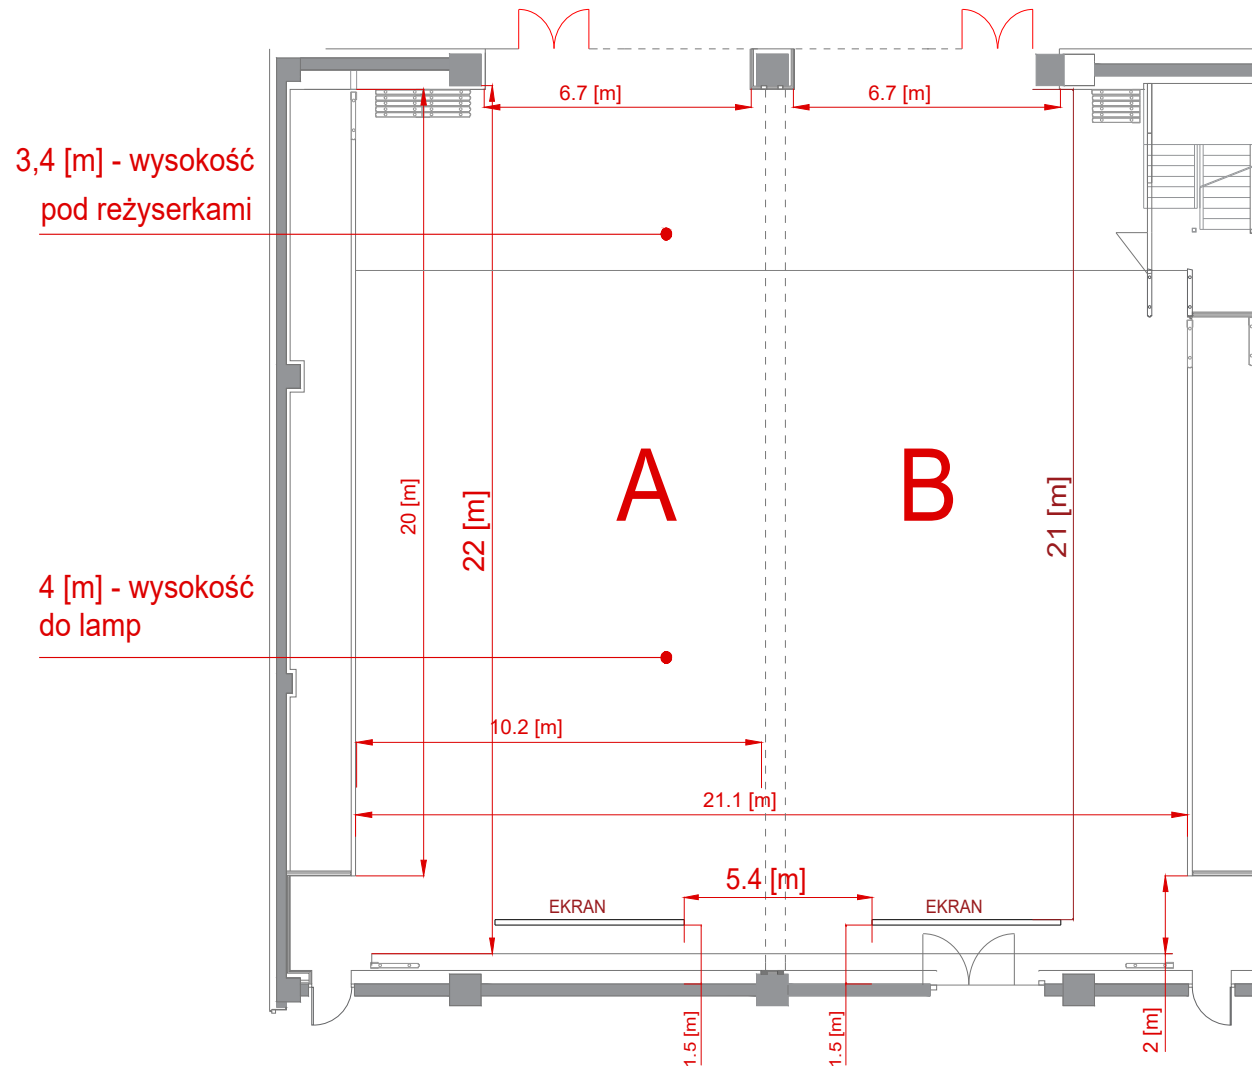 6.7 [m]
6.7 [m]
3,4 [m] - wysokość
pod reżyserkami
A
B
20 [m]
22 [m]
21 [m]
4 [m] - wysokość
do lamp
10.2 [m]
21.1 [m]
5.4 [m]
EKRAN
EKRAN
1.5 [m]
1.5 [m]
2 [m]